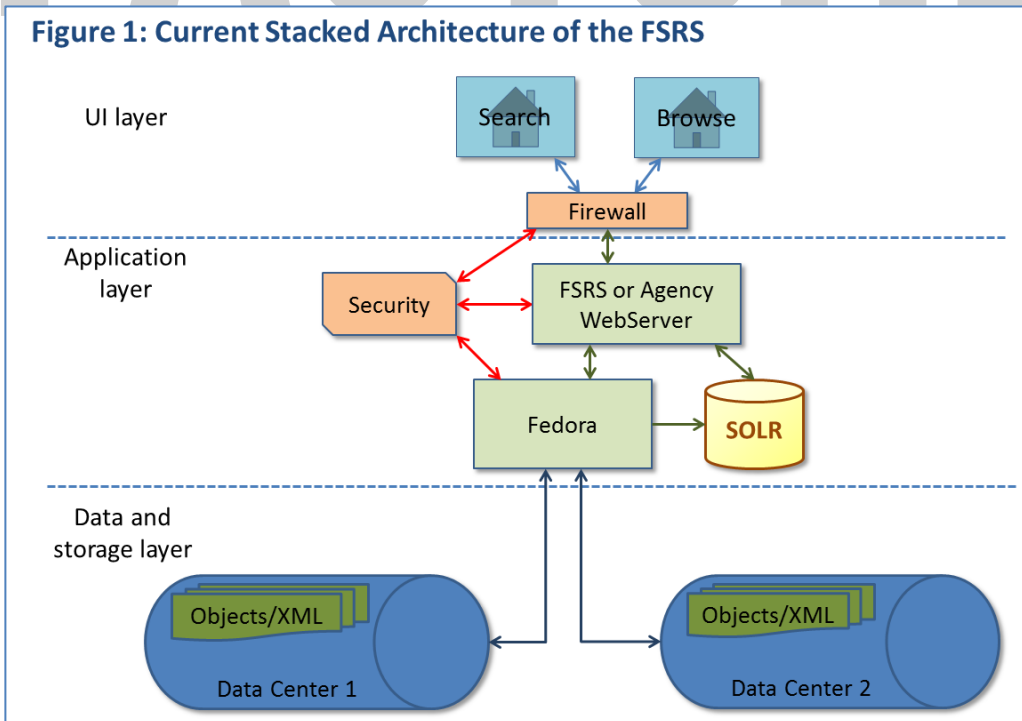 Figure 1: Current Stacked Architecture of the FSRS
UI layer
Search
Browse
Firewall
Application
layer
Security
FSRS or Agency
WebServer
Fedora
SOLR
Data and
storage layer
Objects/XML
Data Center 1
Objects/XML
Data Center 2